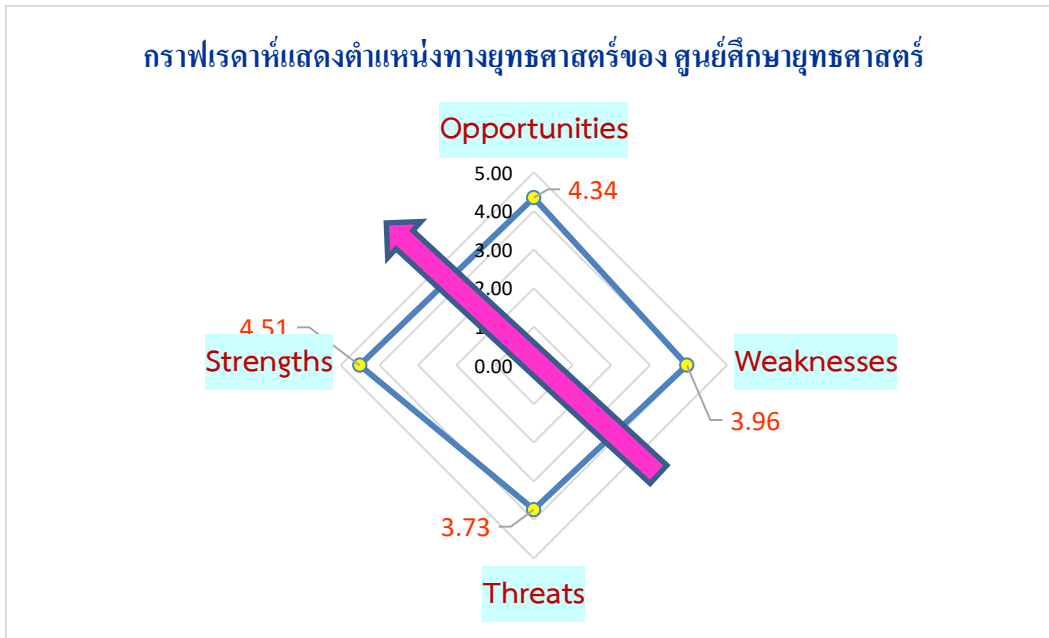 กราฟเรดาห์แสดงตำแหน่งทางยุทธศาสตร์ของ ศูนย์ศึกษายุทธศาสตร์
Opportunities
5.00
4.34
4.00
3.00
2.00
4.51
Strengths
0.00
Weaknesses
3.96
3.73
Threats